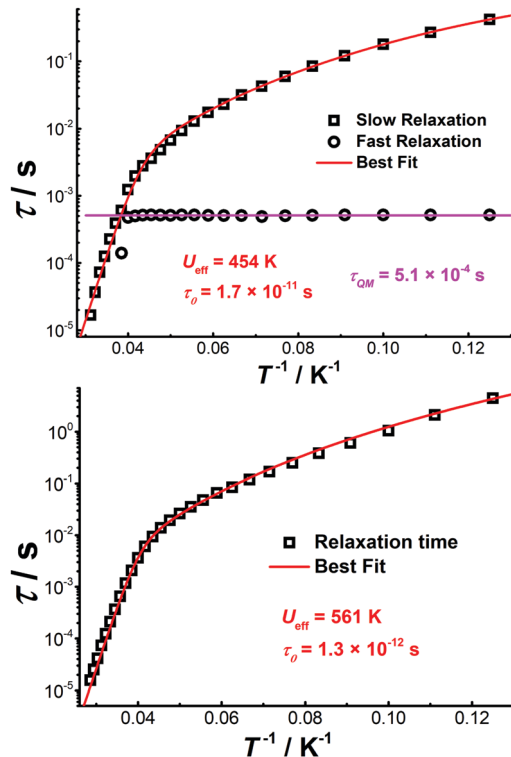 10⁻¹
10⁻²
10⁻³
10⁻⁴
10⁻⁵
τ / s
Slow Relaxation
Fast Relaxation
Best Fit
U_eff = 454 K
τ_0 = 1.7 × 10⁻¹¹ s
τ_QM = 5.1 × 10⁻⁴ s
0.04 0.06 0.08 0.10 0.12
T⁻¹ / K⁻¹
10⁰
10⁻¹
10⁻²
10⁻³
10⁻⁴
10⁻⁵
τ / s
Relaxation time
Best Fit
U_eff = 561 K
τ_0 = 1.3 × 10⁻¹² s
0.04 0.06 0.08 0.10 0.12
T⁻¹ / K⁻¹